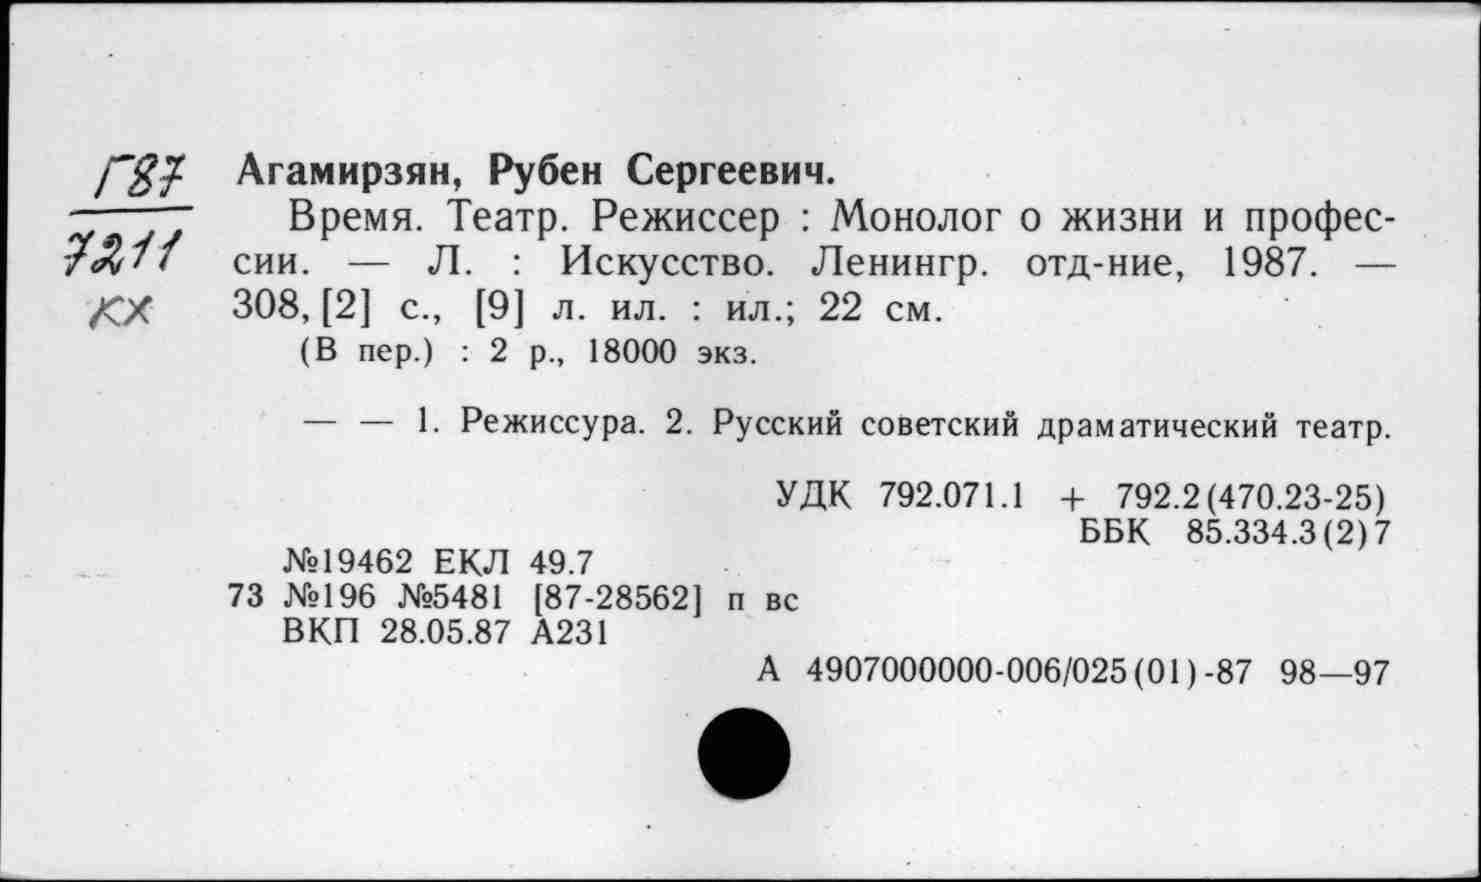 Г87
7211
КХ
Агамирзян, Рубен Сергеевич.
Время. Театр. Режиссер : Монолог о жизни и профес-
сии. — Л. : Искусство. Ленингр. отд-ние, 1987. —
308, [2] с., [9] л. ил. : ил.; 22 см.
(В пер.) : 2 р., 18000 экз.
— — 1. Режиссура. 2. Русский советский драматический театр.
УДК 792.071.1 + 792.2(470.23-25)
ББК 85.334.3(2)7
№19462 ЕКЛ 49.7
73 №196 №5481 [87-28562] п вс
ВКП 28.05.87 А231
А 4907000000-006/025(01)-87 98—97